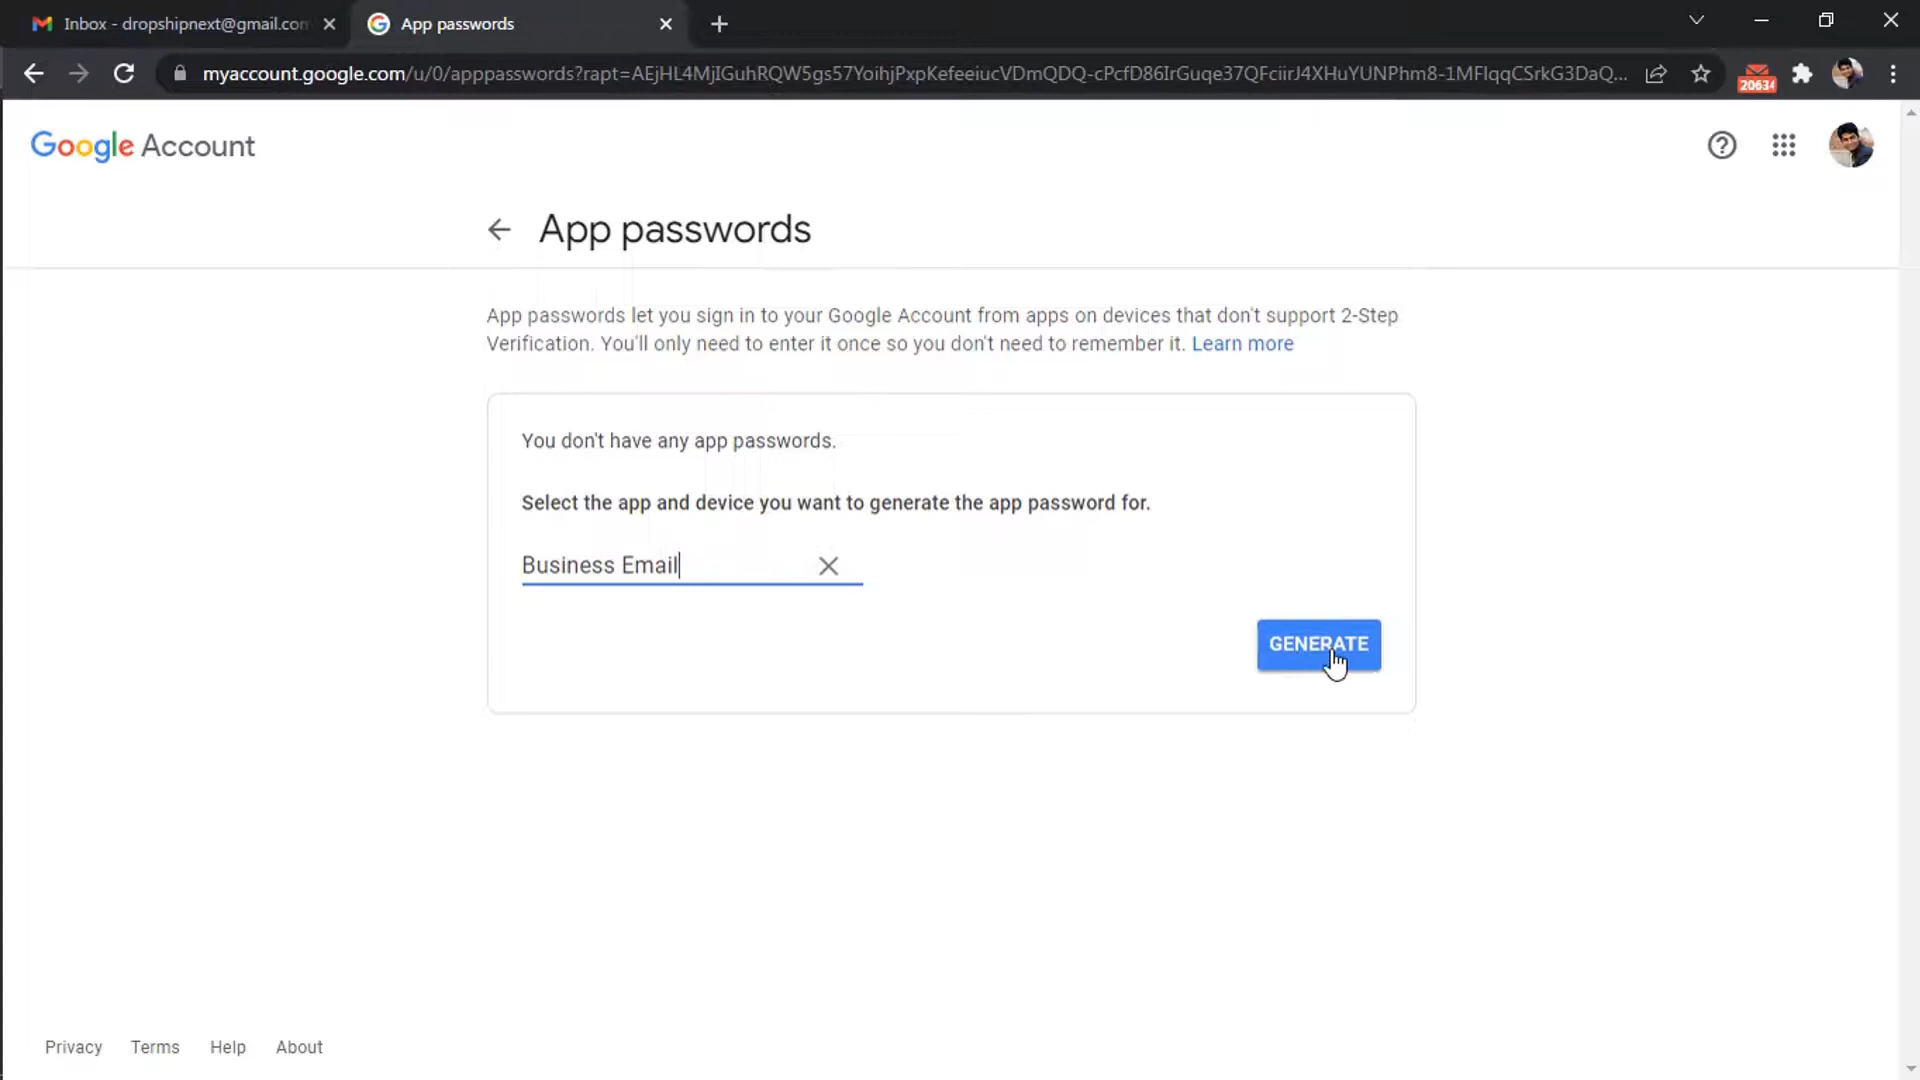 Inbox - dropshipnext@gmail.com
App passwords
myaccount.google.com/u/0/apppasswords?rapt=AEjHL4MjIGuhRQW5gs57YoihjPxpKefeeiucVDmQDQ-cPcfD86IrGuqe37QFciirJ4XHuYUNPhm8-1MFIqqCSrkG3DaQ...
20634
Google Account
App passwords
App passwords let you sign in to your Google Account from apps on devices that don't support 2-Step
Verification. You'll only need to enter it once so you don't need to remember it. Learn more
You don't have any app passwords.
Select the app and device you want to generate the app password for.
Business Email
GENERATE
Privacy Terms Help About